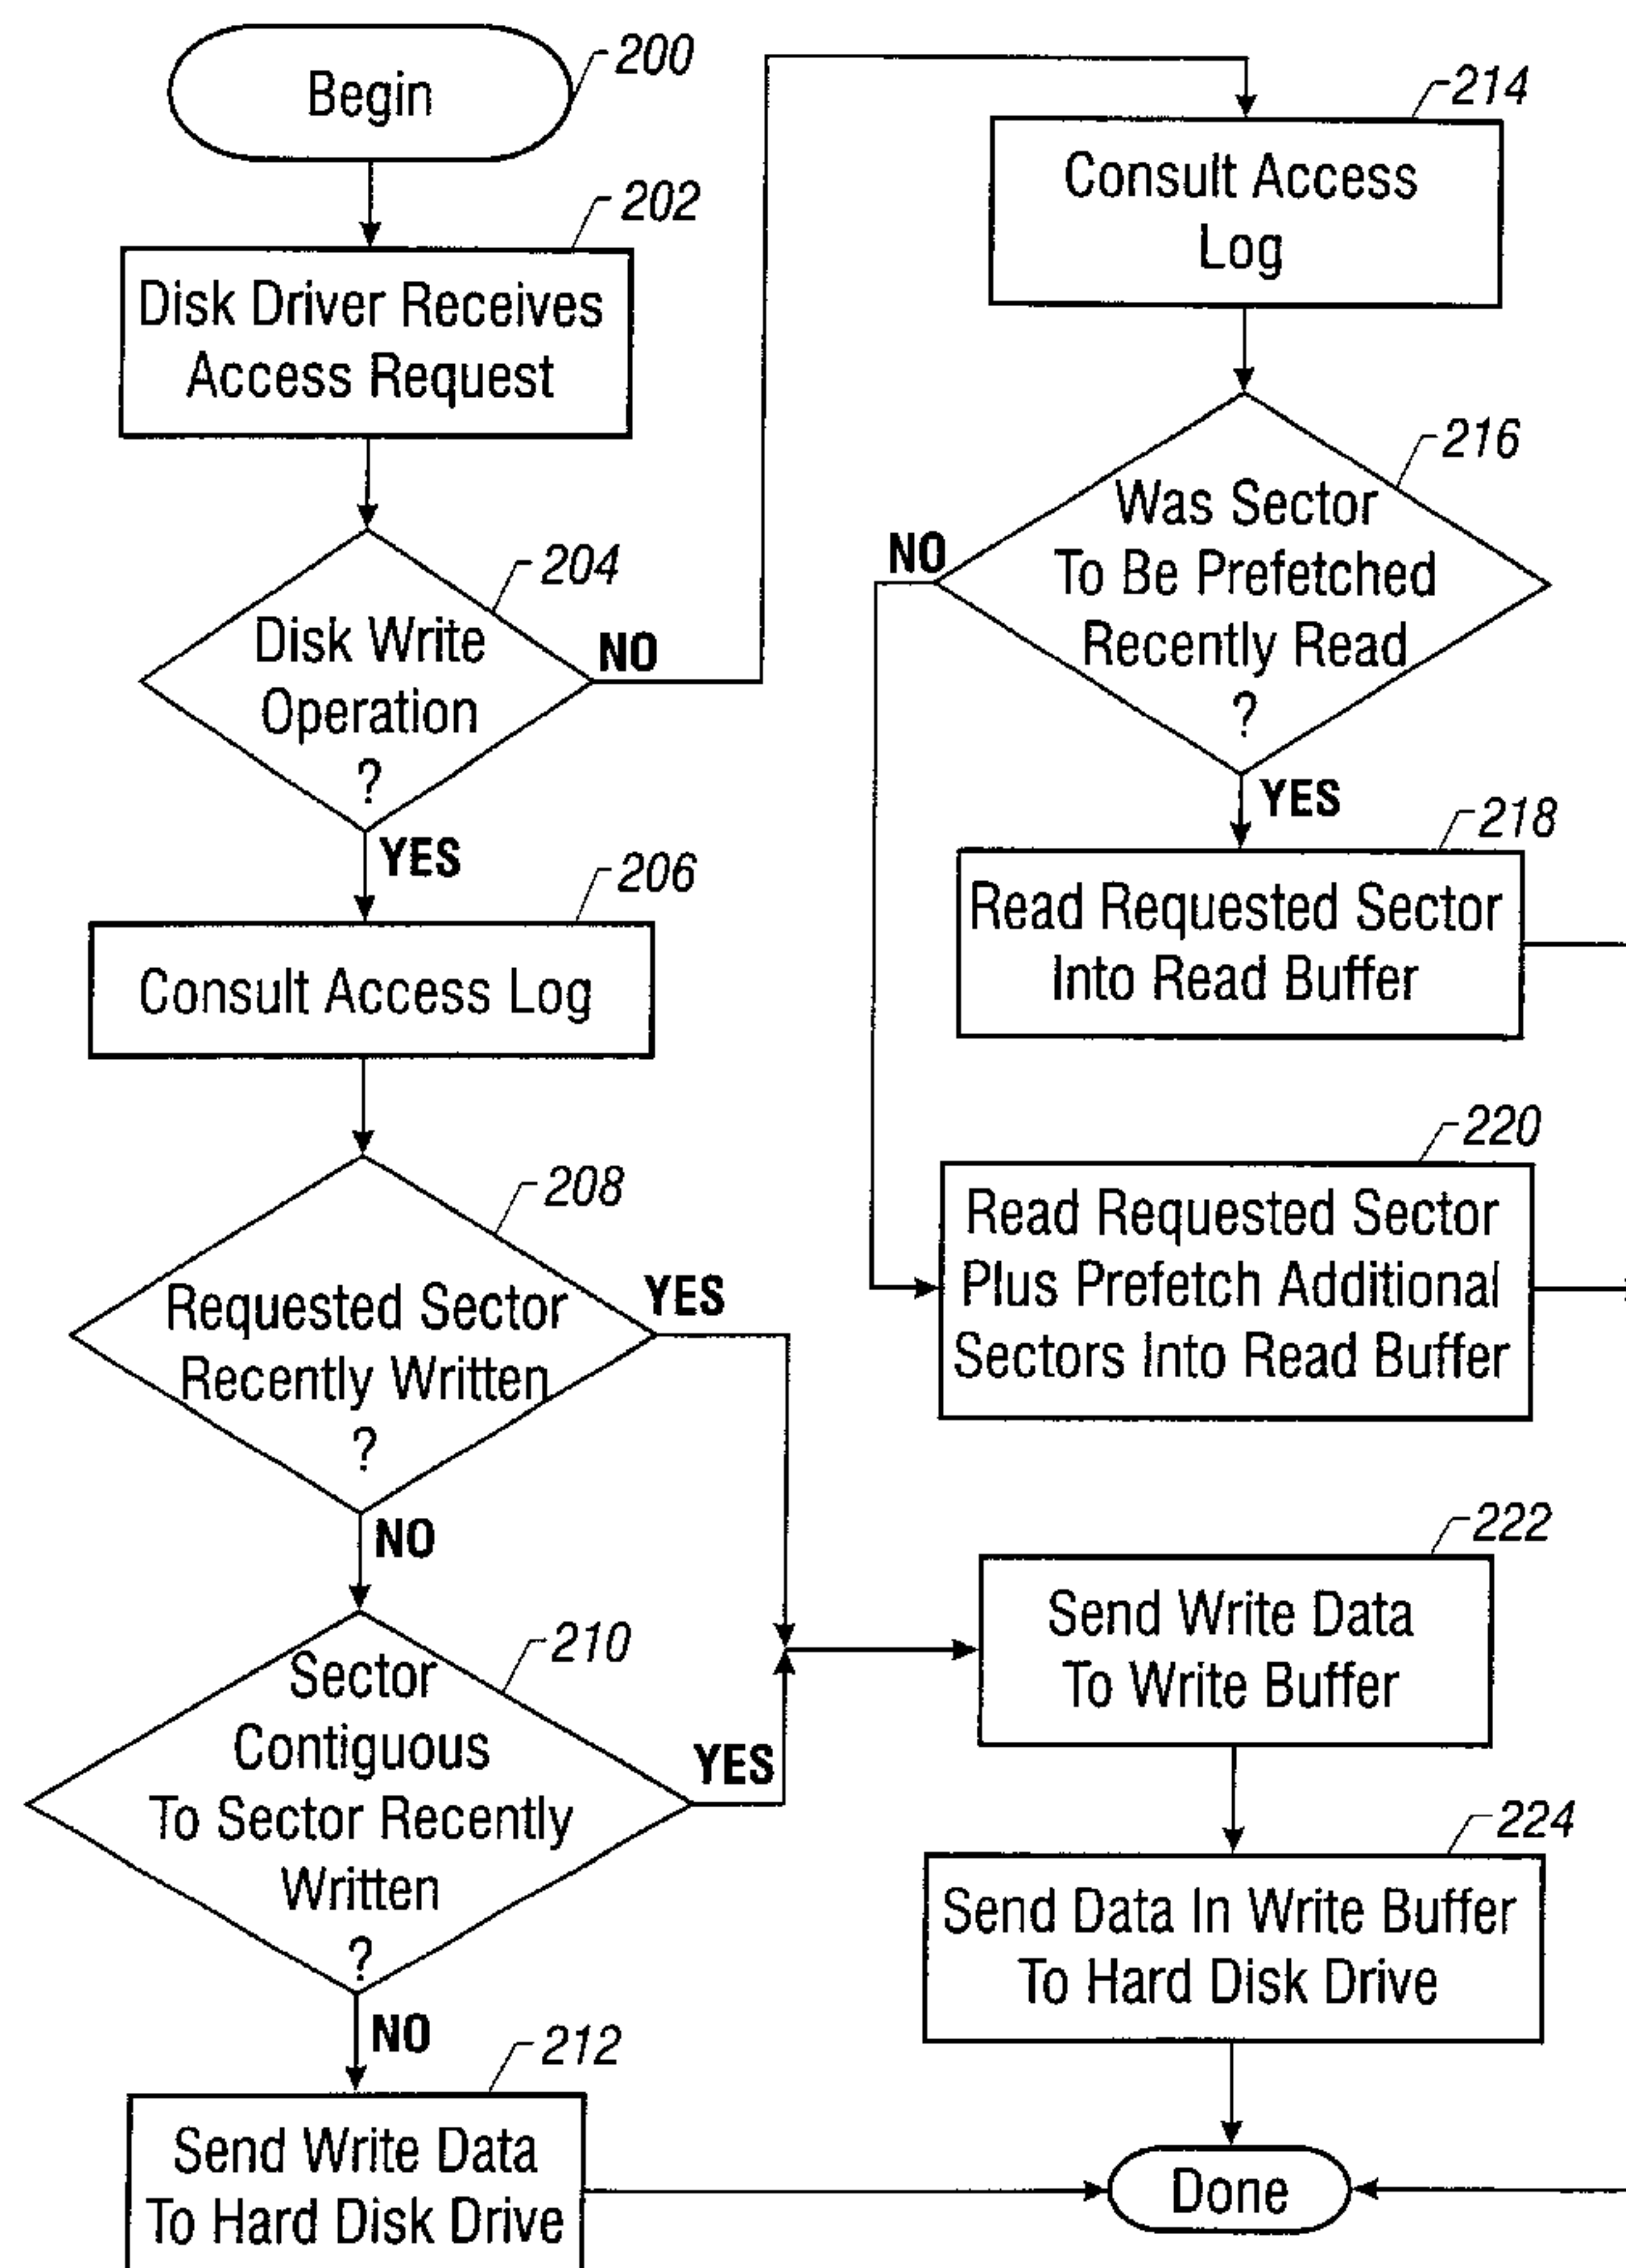 Begin
200
202
Disk Driver Receives
Access Request
204
Disk Write
Operation
?
NO
YES
206
Consult Access Log
208
Requested Sector
Recently Written
?
YES
NO
210
Sector
Contiguous
To Sector Recently
Written
?
YES
NO
212
Send Write Data
To Hard Disk Drive
214
Consult Access
Log
216
Was Sector
To Be Prefetched
Recently Read
?
NO
YES
218
Read Requested Sector
Into Read Buffer
220
Read Requested Sector
Plus Prefetch Additional
Sectors Into Read Buffer
222
Send Write Data
To Write Buffer
224
Send Data In Write Buffer
To Hard Disk Drive
Done